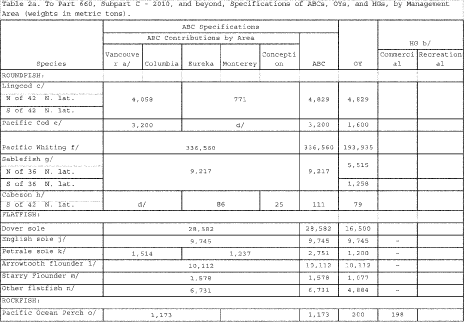 Table 2a. To Part 660, Subpart C - 2010, and beyond, Specifications of ABCs, OYs, and HGs, by Management
Area (weights in metric tons).
ABC Specifications
ABC Contributions by Area
HG b/
Species
Vancouve
r a/
Columbia
Eureka
Monterey
Concepti
on
ABC
OY
Commerci
al
Recreation
al
ROUNDFISH:
Lingcod c/
N of 42 N. lat.
S of 42 N. lat.
4,058
771
4,829
4,829
Pacific Cod e/
3,200
d/
3,200
1,600
Pacific Whiting f/
336,560
336,560
193,935
Sablefish g/
N of 36 N. lat.
S of 36 N. lat.
9,217
9,217
5,515
1,258
Cabezon h/
S of 42 N. lat.
d/
86
25
111
79
FLATFISH:
Dover sole
28,582
28,582
16,500
English sole j/
9,745
9,745
9,745
-
Petrale sole k/
1,514
1,237
2,751
1,200
-
Arrowtooth flounder l/
10,112
10,112
10,112
-
Starry Flounder m/
1,578
1,578
1,077
-
Other flatfish n/
6,731
6,731
4,884
-
ROCKFISH:
Pacific Ocean Perch o/
1,173
1,173
200
198